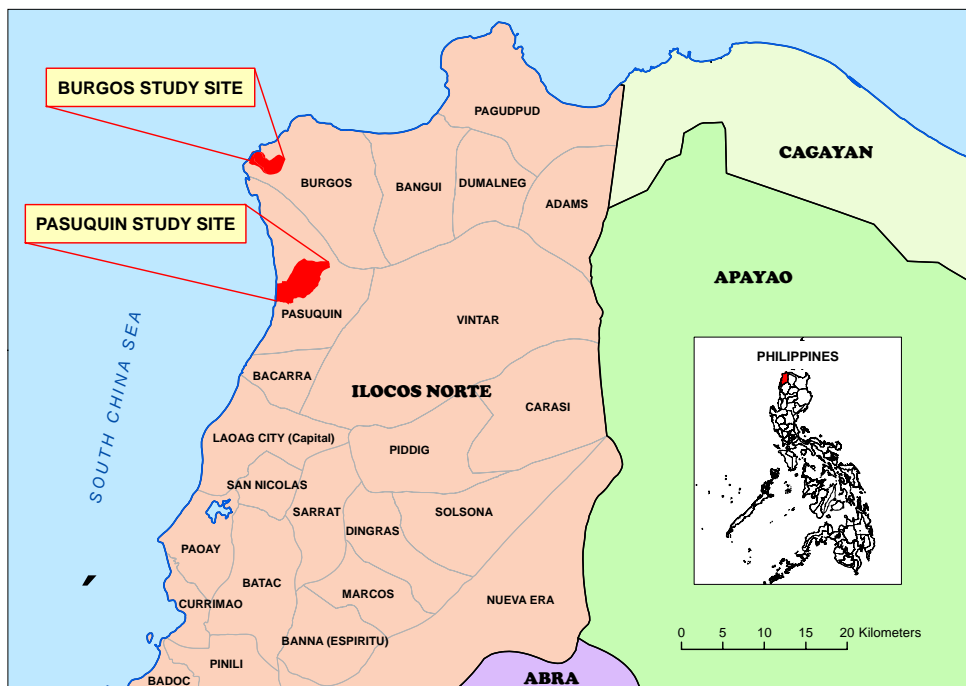 BURGOS STUDY SITE
PAGUDPUD
CAGAYAN
BURGOS
BANGUI
DUMALNEG
ADAMS
PASUQUIN STUDY SITE
APAYAO
PASUQUIN
VINTAR
SOUTH CHINA SEA
PHILIPPINES
BACARRA
ILOCOS NORTE
CARASI
LAOAG CITY (Capital)
PIDDIG
SAN NICOLAS
SARRAT
SOLSONA
DINGRAS
PAOAY
BATAC
MARCOS
NUEVA ERA
CURRIMAO
BANNA (ESPIRITU)
0 5 10 15 20 Kilometers
PINILI
BADOC
ABRA